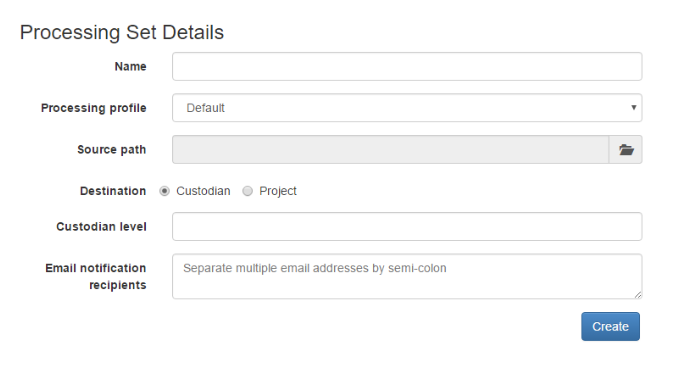 Processing Set Details
Name
Processing profile Default
Source path
Destination Custodian Project
Custodian level
Email notification Separate multiple email addresses by semi-colon
recipients
Create